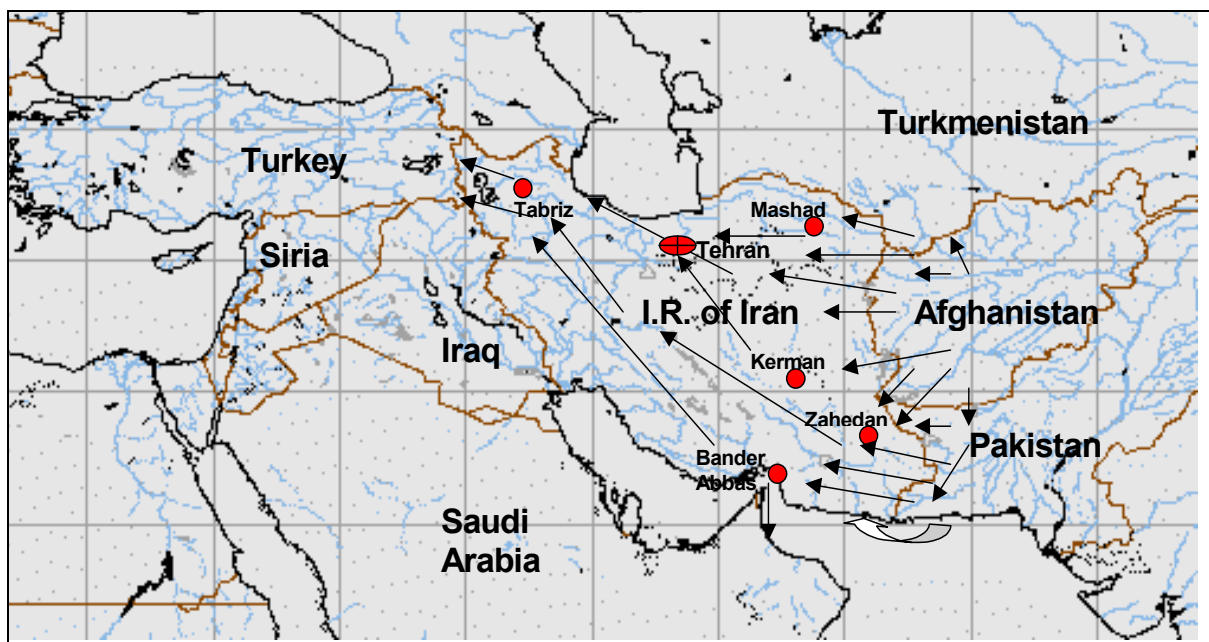 Turkmenistan
Turkey
Tabriz
Mashad
Siria
Tehran
I.R. of Iran
Afghanistan
Iraq
Kerman
Zahedan
Pakistan
Bander
Abbas
Saudi
Arabia